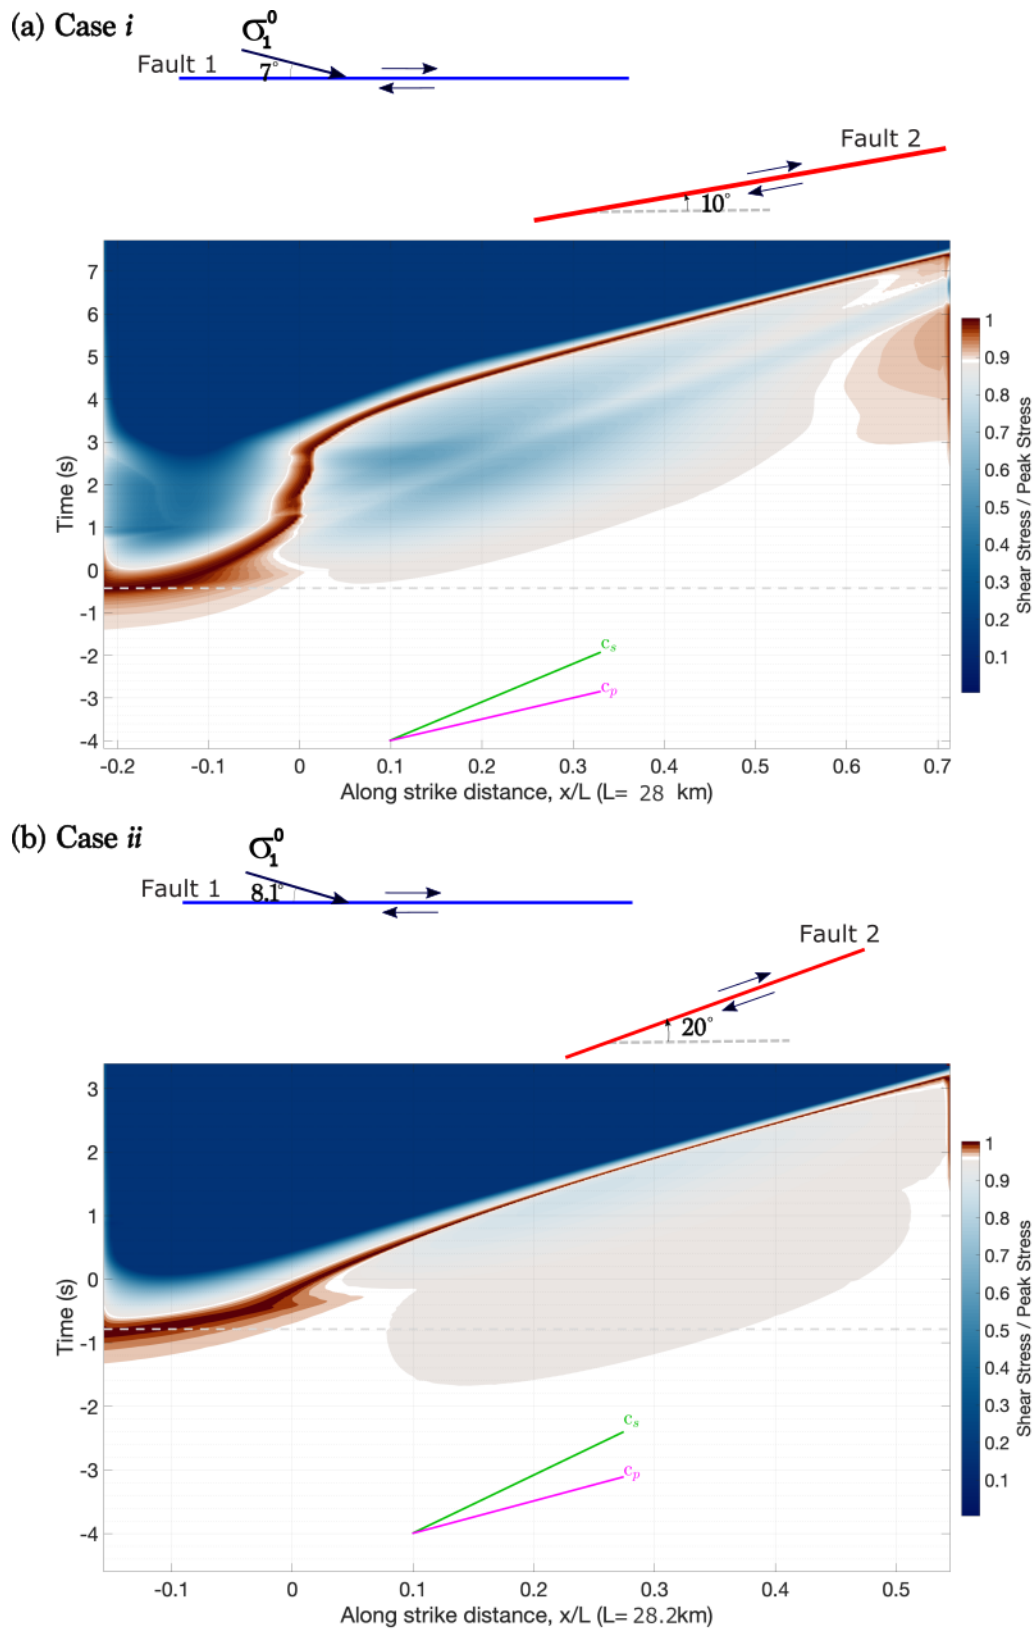 (a) Case i
σ₁⁰
Fault 1
7°
Fault 2
10°
7
6
5
4
3
2
1
0
-1
-2
-3
-4
Time (s)
cₛ
cₚ
-0.2 -0.1 0 0.1 0.2 0.3 0.4 0.5 0.6 0.7
Along strike distance, x/L (L= 28 km)
1
0.9
0.8
0.7
0.6
0.5
0.4
0.3
0.2
0.1
Shear Stress / Peak Stress
(b) Case ii
σ₁⁰
Fault 1
8.1°
Fault 2
20°
3
2
1
0
-1
-2
-3
-4
Time (s)
cₛ
cₚ
-0.1 0 0.1 0.2 0.3 0.4 0.5
Along strike distance, x/L (L= 28.2km)
1
0.9
0.8
0.7
0.6
0.5
0.4
0.3
0.2
0.1
Shear Stress / Peak Stress